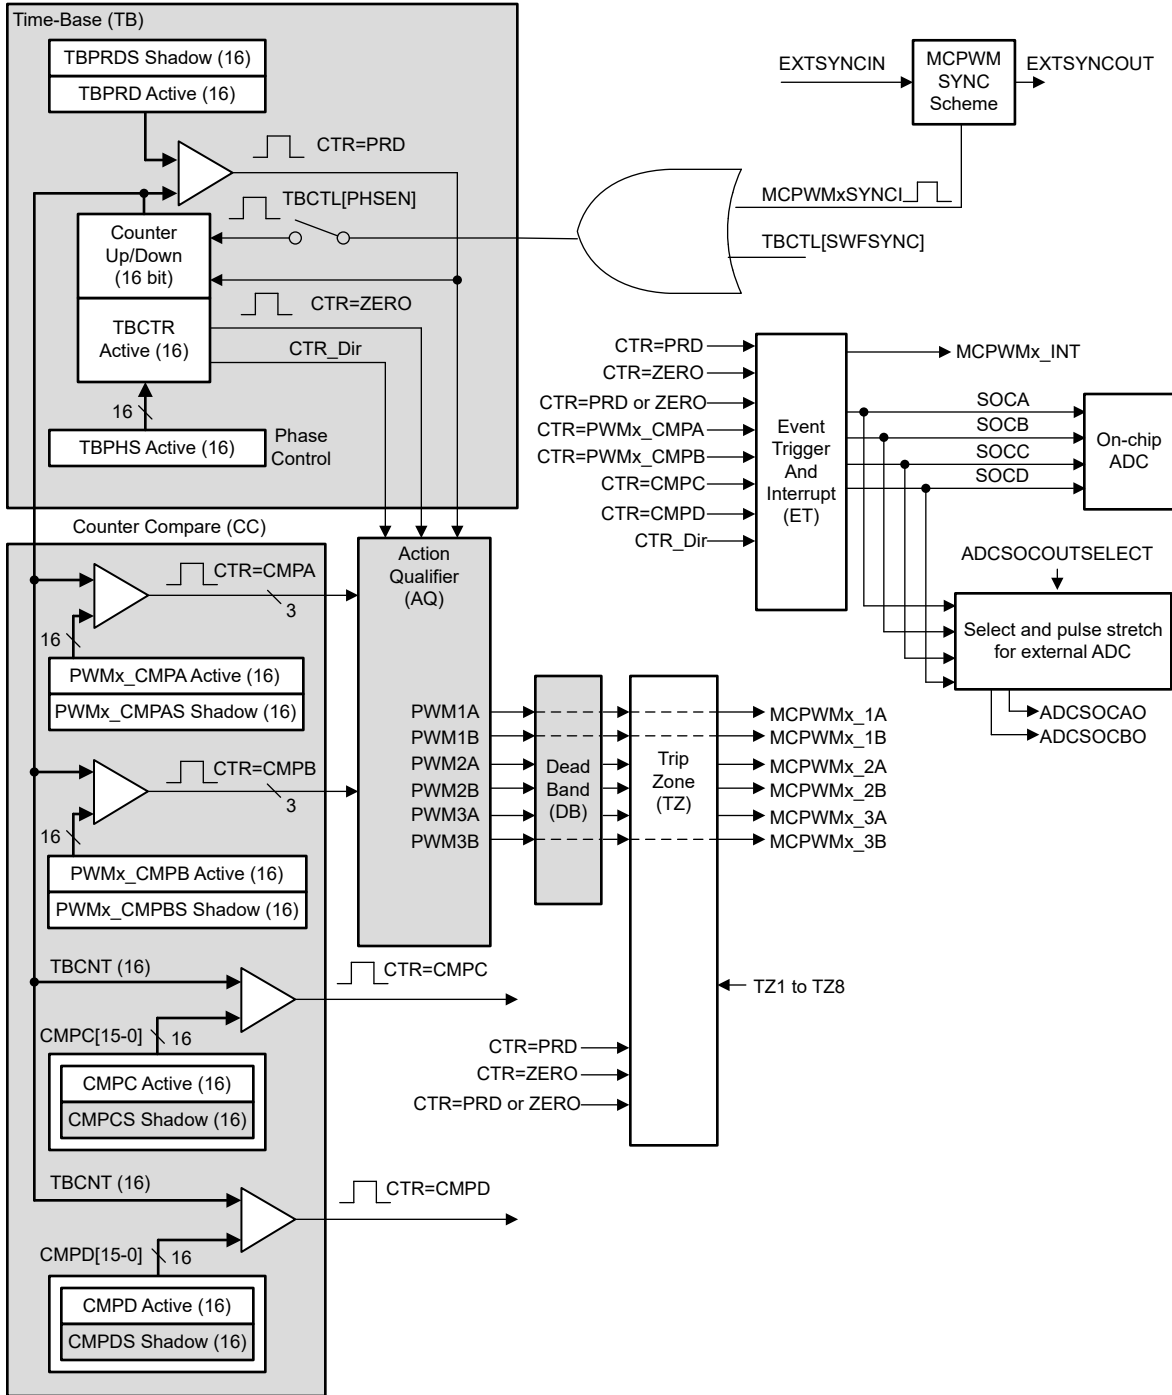 Time-Base (TB)
TBPRDS Shadow (16)
TBPRD Active (16)
CTR=PRD
TBCTL[PHSEN]
Counter
Up/Down
(16 bit)
CTR=ZERO
TBCTR
Active (16)
CTR_Dir
16
TBPHS Active (16)
Phase
Control
EXTSYNCIN
MCPWM
SYNC
Scheme
EXTSYNCOUT
MCPWMxSYNCI
TBCTL[SWFSYNC]
CTR=PRD
CTR=ZERO
CTR=PRD or ZERO
CTR=PWMx_CMPA
CTR=PWMx_CMPB
CTR=CMPC
CTR=CMPD
CTR_Dir
Event
Trigger
And
Interrupt
(ET)
MCPWMx_INT
SOCA
SOCB
SOCC
SOCD
On-chip
ADC
ADCSOCOUTSELECT
Select and pulse stretch
for external ADC
ADCSOCAO
ADCSOCBO
Counter Compare (CC)
CTR=CMPA
3
16
PWMx_CMPA Active (16)
PWMx_CMPAS Shadow (16)
CTR=CMPB
3
16
PWMx_CMPB Active (16)
PWMx_CMPBS Shadow (16)
TBCNT (16)
CTR=CMPC
CMPC[15-0]
16
CMPC Active (16)
CMPCS Shadow (16)
TBCNT (16)
CTR=CMPD
CMPD[15-0]
16
CMPD Active (16)
CMPDS Shadow (16)
Action
Qualifier
(AQ)
PWM1A
PWM1B
PWM2A
PWM2B
PWM3A
PWM3B
Dead
Band
(DB)
Trip
Zone
(TZ)
MCPWMx_1A
MCPWMx_1B
MCPWMx_2A
MCPWMx_2B
MCPWMx_3A
MCPWMx_3B
TZ1 to TZ8
CTR=PRD
CTR=ZERO
CTR=PRD or ZERO